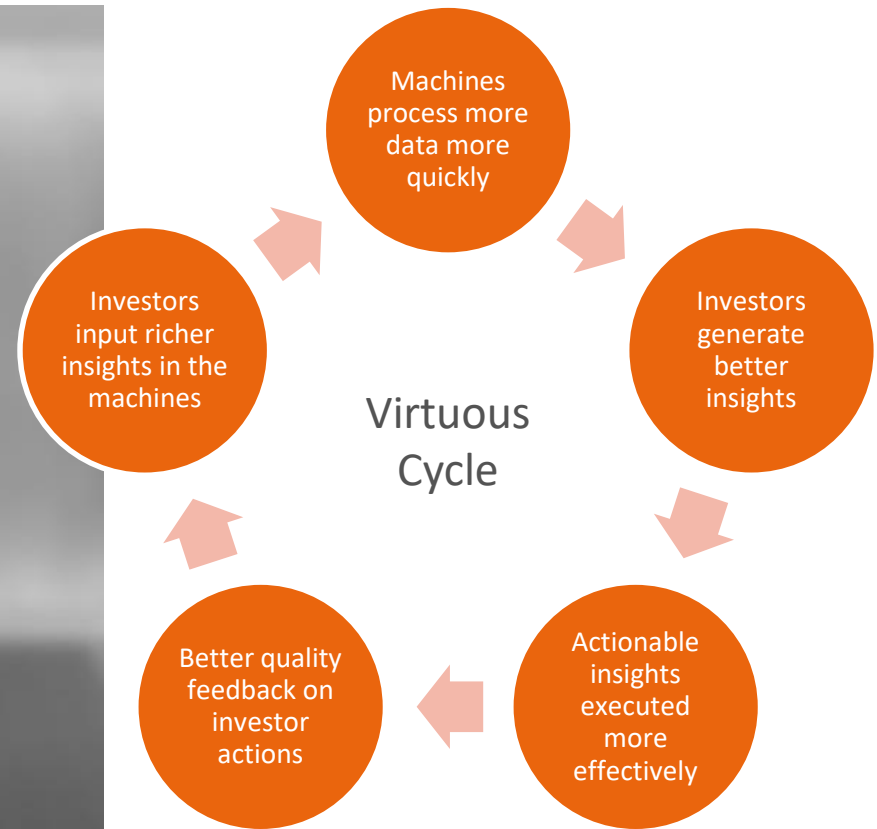 Machines
process more
data more
quickly
Investors
generate
better
insights
Actionable
insights
executed
more
effectively
Better quality
feedback on
investor
actions
Investors
input richer
insights in the
machines
Virtuous
Cycle